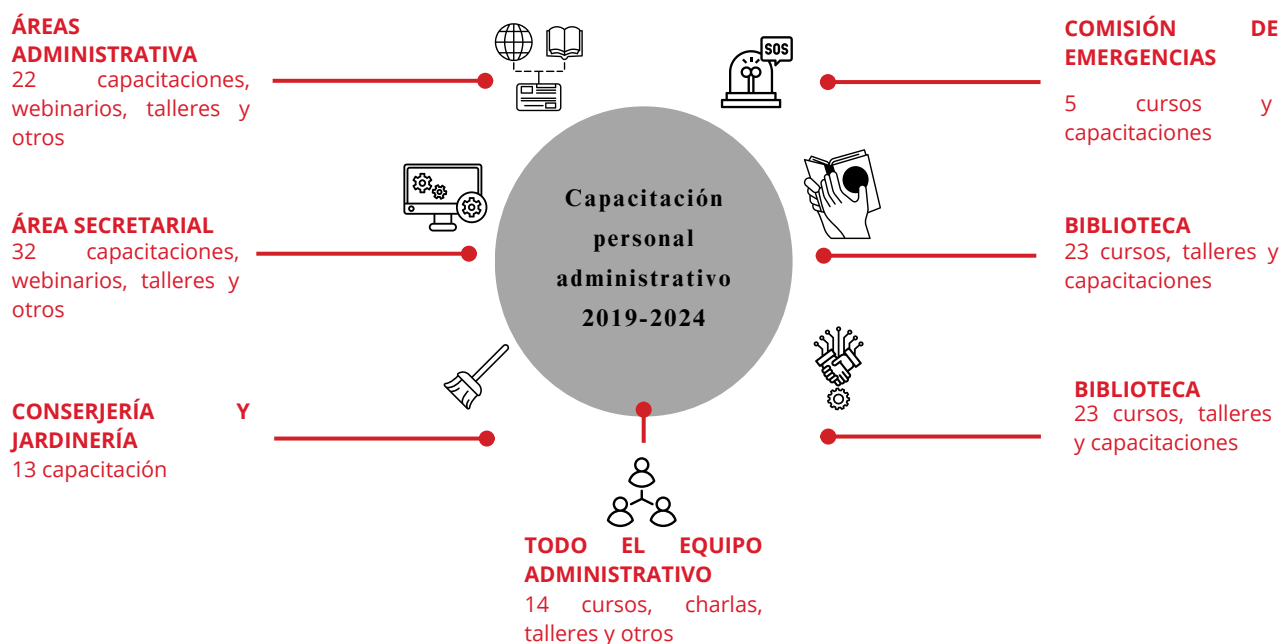 ÁREAS
ADMINISTRATIVA
22 capacitaciones,
webinarios, talleres y
otros
ÁREA SECRETARIAL
32 capacitaciones,
webinarios, talleres y
otros
CONSERJERÍA Y
JARDINERÍA
13 capacitación
SOS
Capacitación
personal
administrativo
2019-2024
TODO EL EQUIPO
ADMINISTRATIVO
14 cursos, charlas,
talleres y otros
COMISIÓN DE
EMERGENCIAS
5 cursos y
capacitaciones
BIBLIOTECA
23 cursos, talleres y
capacitaciones
BIBLIOTECA
23 cursos, talleres
y capacitaciones